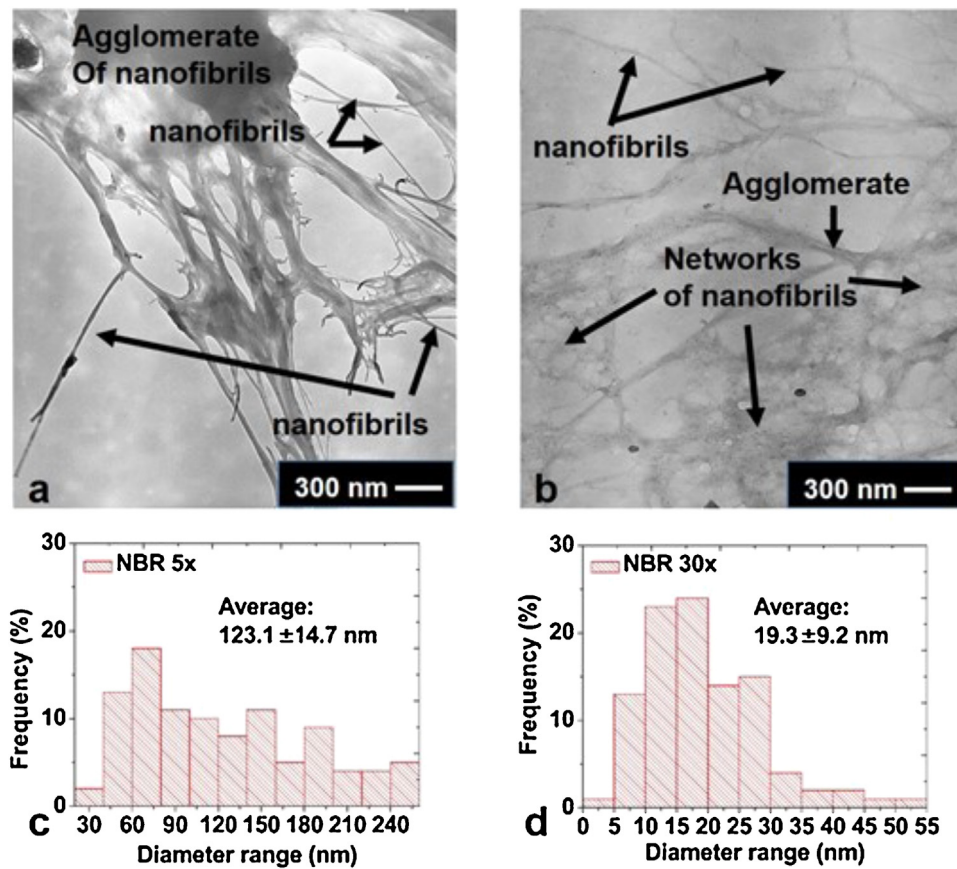 Agglomerate
Of nanofibrils
nanofibrils
nanofibrils
a
300 nm
nanofibrils
Agglomerate
Networks
of nanofibrils
b
300 nm
30
20
10
0
Frequency (%)
NBR 5x
Average:
123.1 ±14.7 nm
c
30 60 90 120 150 180 210 240
Diameter range (nm)
30
20
10
0
Frequency (%)
NBR 30x
Average:
19.3 ±9.2 nm
d
0 5 10 15 20 25 30 35 40 45 50 55
Diameter range (nm)